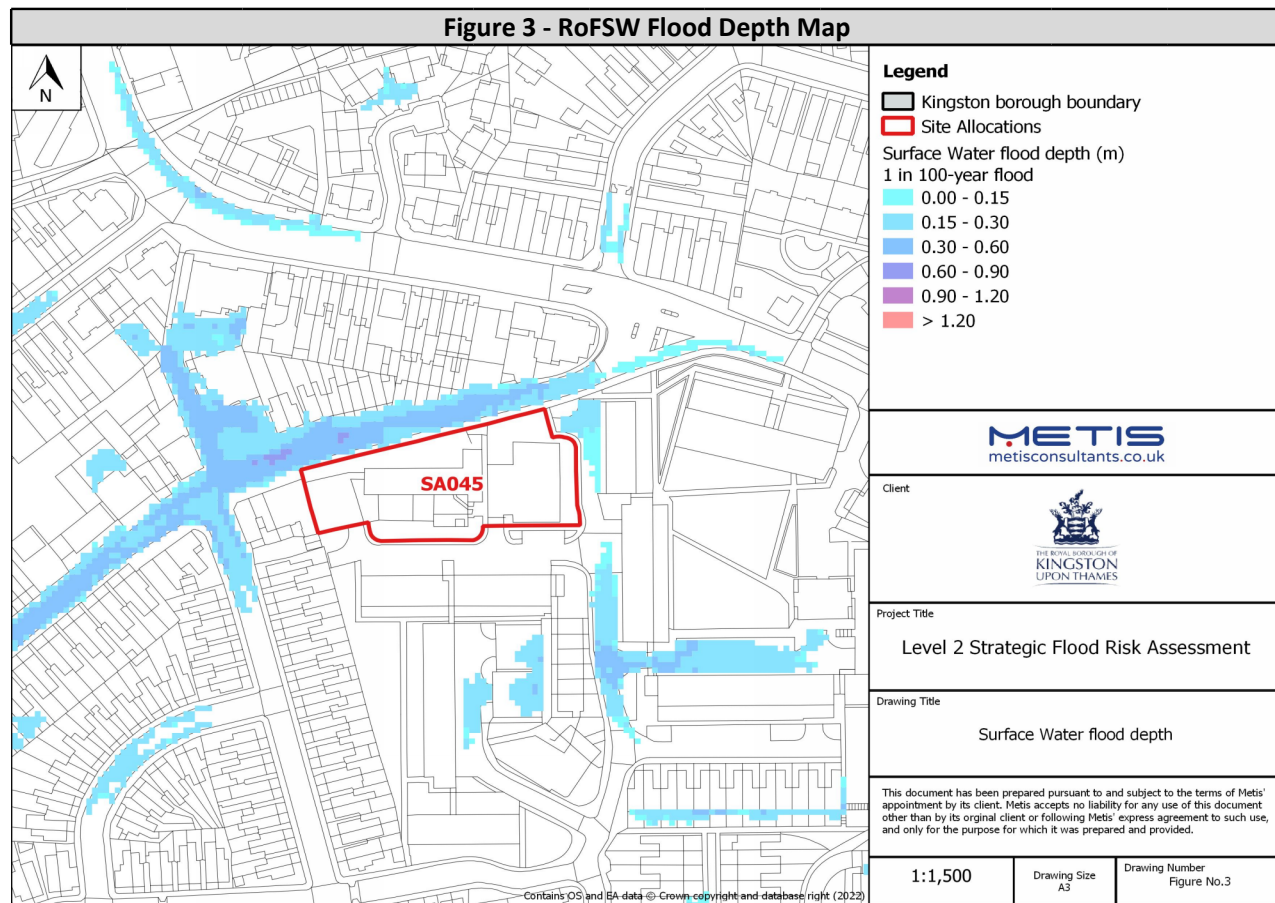 Figure 3 - RoFSW Flood Depth Map
N
SA045
Contains OS and EA data © Crown copyright and database right (2022)
Legend
Kingston borough boundary
Site Allocations
Surface Water flood depth (m)
1 in 100-year flood
0.00 - 0.15
0.15 - 0.30
0.30 - 0.60
0.60 - 0.90
0.90 - 1.20
> 1.20
METIS
metisconsultants.co.uk
Client
THE ROYAL BOROUGH OF
KINGSTON
UPON THAMES
Project Title
Level 2 Strategic Flood Risk Assessment
Drawing Title
Surface Water flood depth
This document has been prepared pursuant to and subject to the terms of Metis'
appointment by its client. Metis accepts no liability for any use of this document
other than by its orginal client or following Metis' express agreement to such use,
and only for the purpose for which it was prepared and provided.
1:1,500
Drawing Size
A3
Drawing Number
Figure No.3